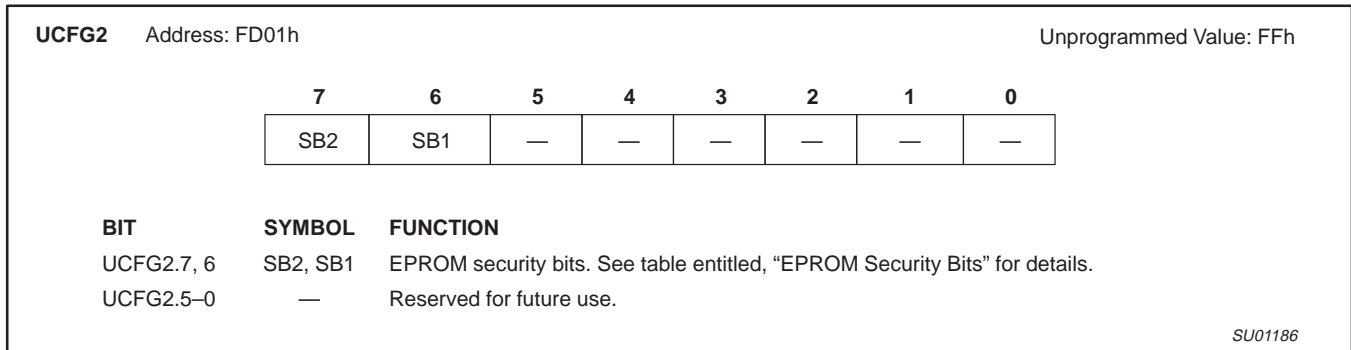 UCFG2 Address: FD01h Unprogrammed Value: FFh
7 6 5 4 3 2 1 0
SB2 SB1 — — — — — —
BIT SYMBOL FUNCTION
UCFG2.7, 6 SB2, SB1 EPROM security bits. See table entitled, “EPROM Security Bits” for details.
UCFG2.5–0 — Reserved for future use.
SU01186